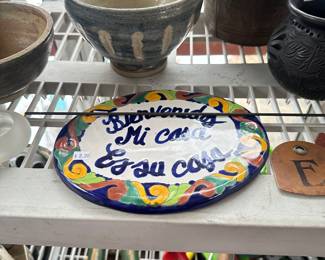 Bienvenidos
Mi casa
Es su casa
E